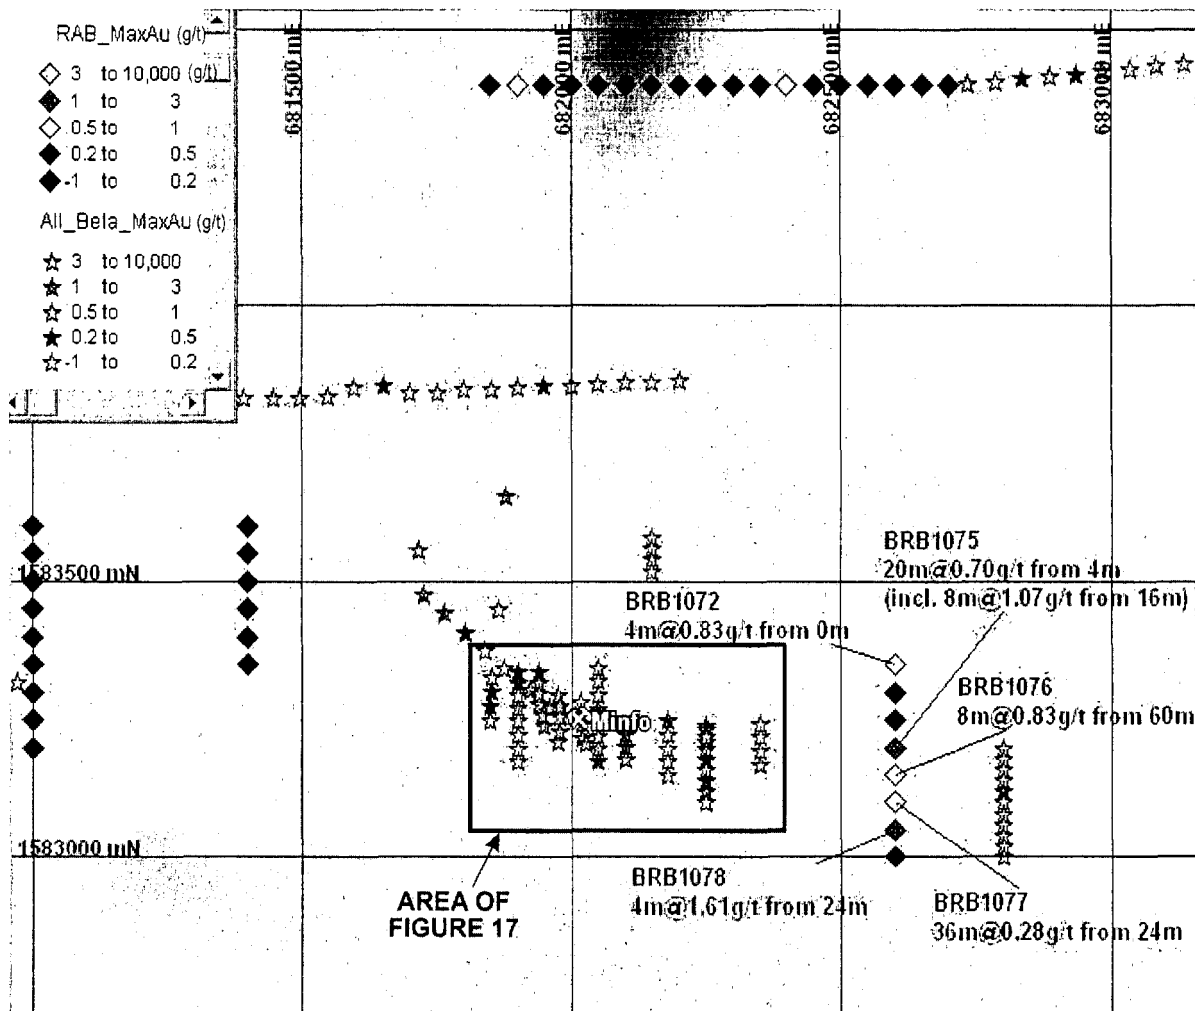 RAB_MaxAu (g/t)
3 to 10,000 (g/t)
1 to 3
0.5 to 1
0.2 to 0.5
-1 to 0.2
All_Bela_MaxAu (g/t)
3 to 10,000
1 to 3
0.5 to 1
0.2 to 0.5
-1 to 0.2
681500 mE
682000 mE
682500 mE
683000 mE
1583500 mN
BRB1075
20m@0.70g/t from 4m
(incl. 8m@1.07g/t from 16m)
BRB1072
4m@0.83g/t from 0m
BRB1076
8m@0.83g/t from 60m
Minfo
1583000 mN
AREA OF
FIGURE 17
BRB1078
4m@1.61g/t from 24m
BRB1077
36m@0.28g/t from 24m